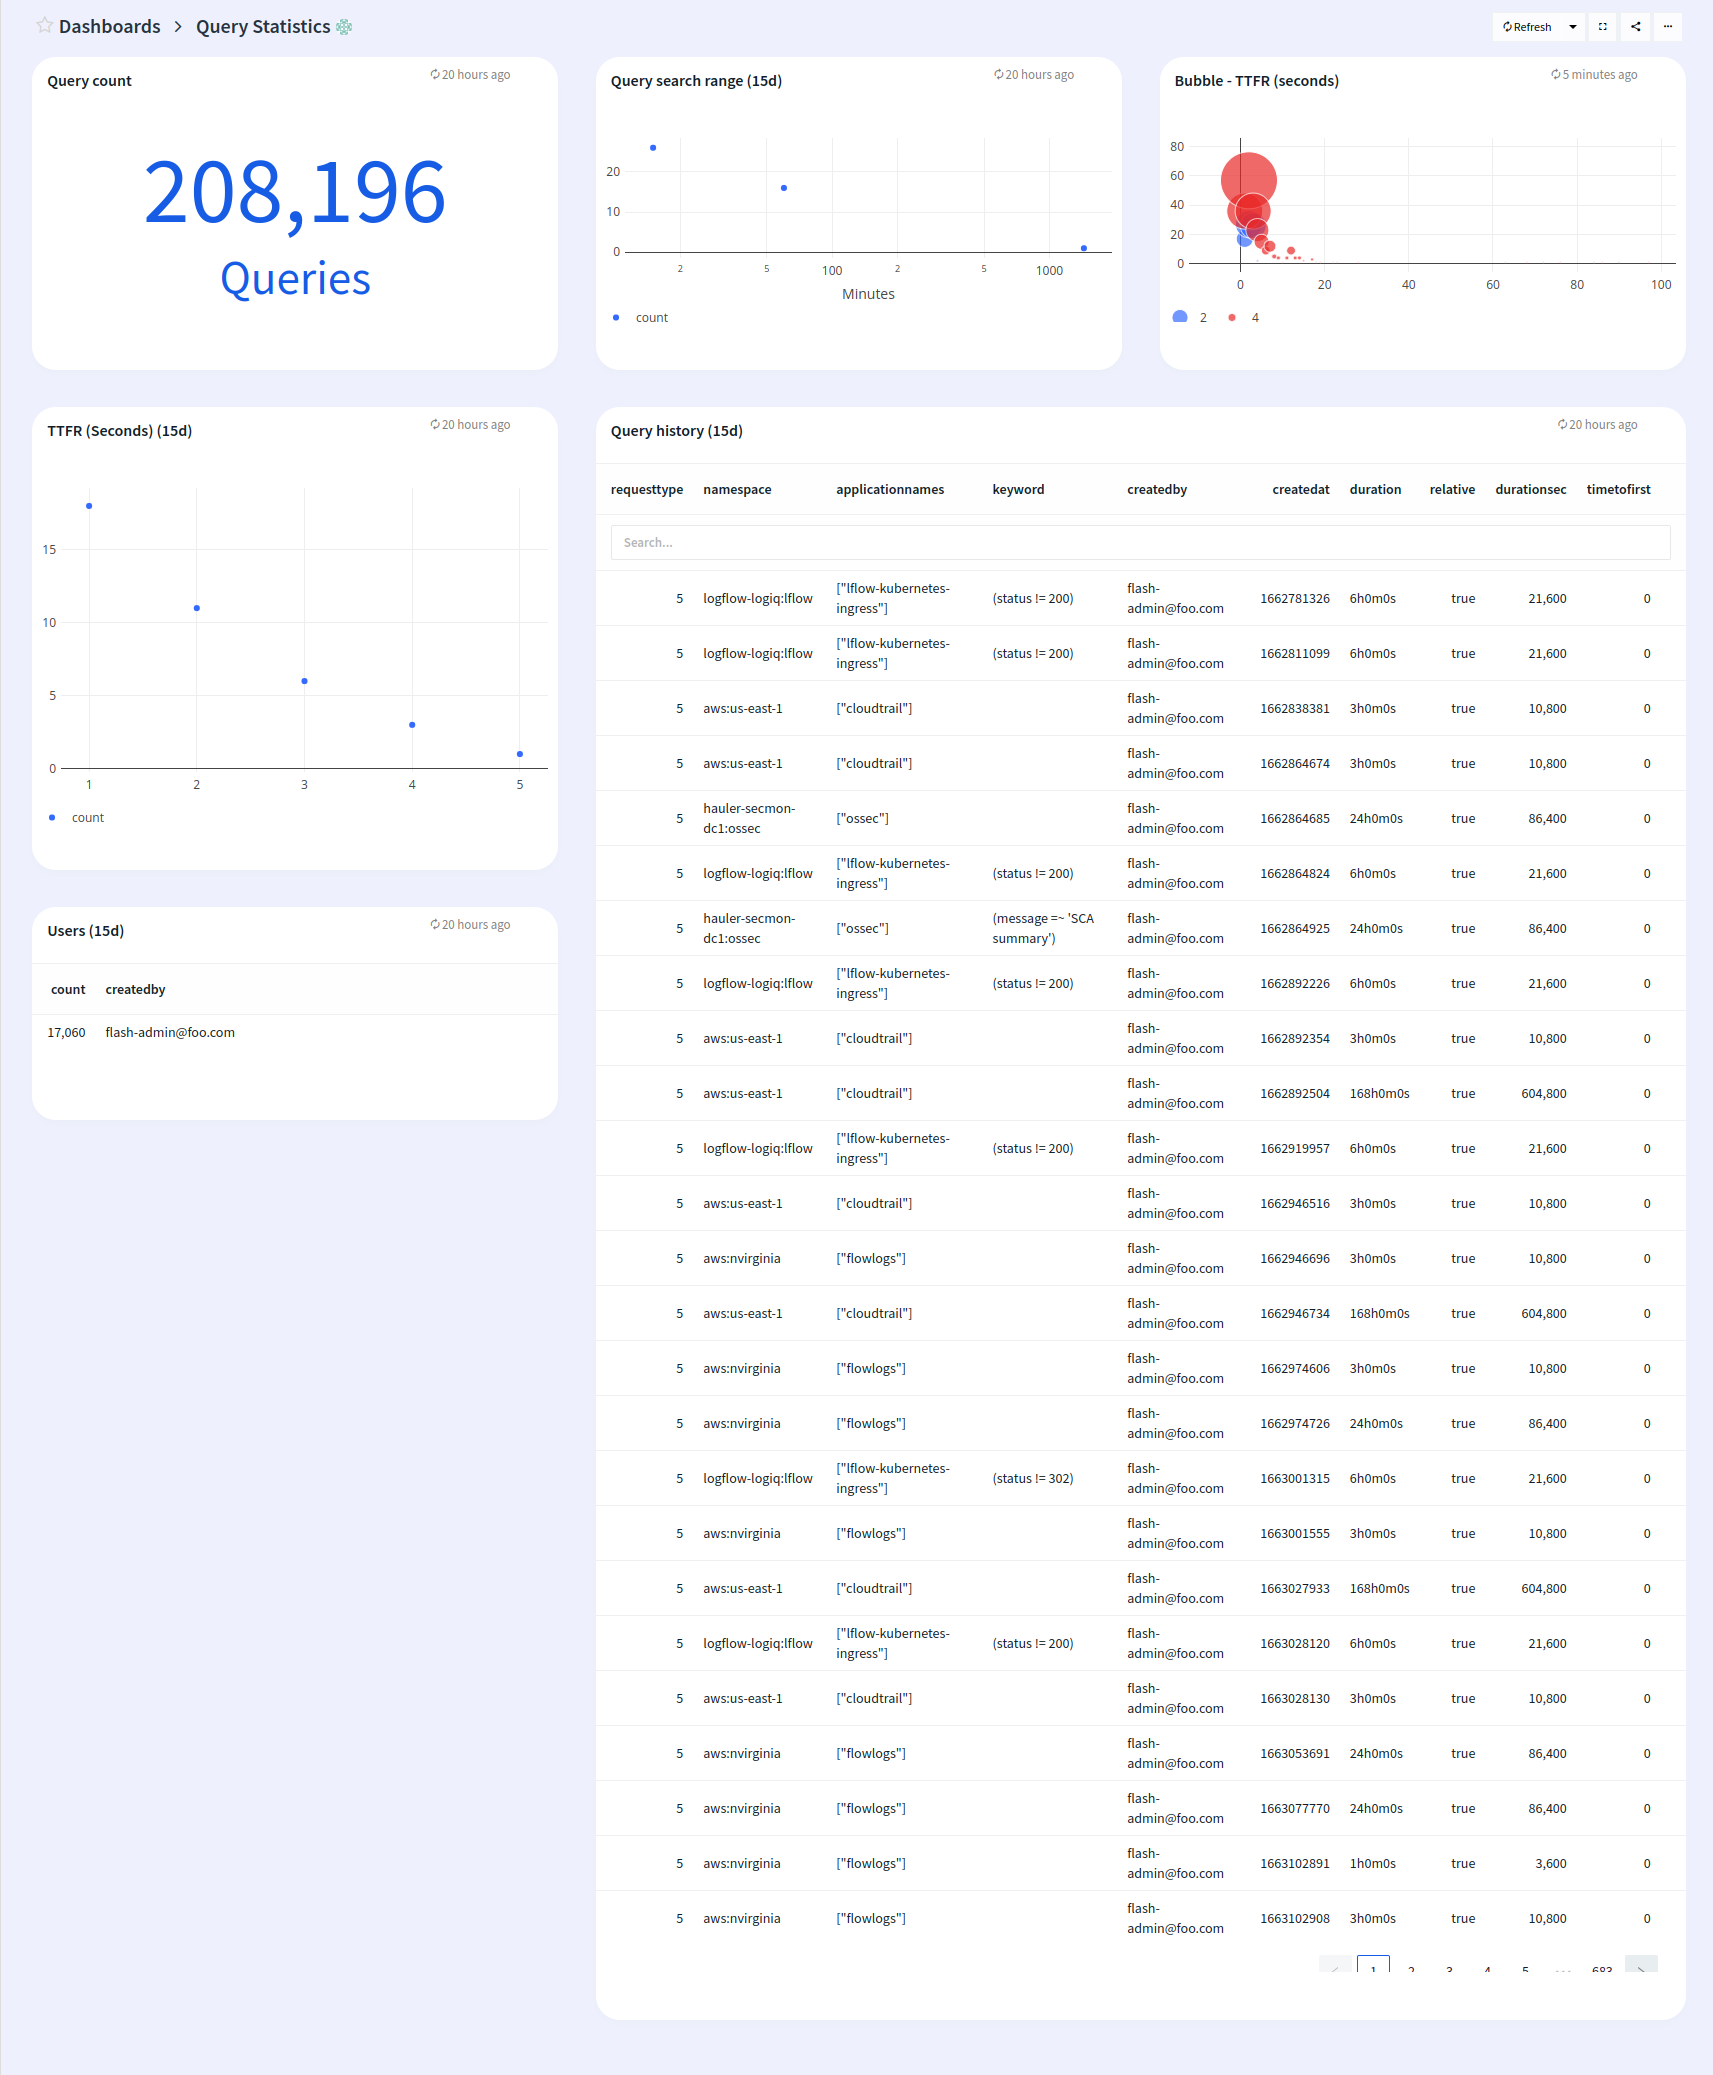 Dashboards > Query Statistics
Refresh
Query count
20 hours ago
208,196
Queries
Query search range (15d)
20 hours ago
20
10
0
2 5 100 2 5 1000
Minutes
count
Bubble - TTFR (seconds)
5 minutes ago
80
60
40
20
0
0 20 40 60 80 100
2 4
TTFR (Seconds) (15d)
20 hours ago
15
10
5
0
1 2 3 4 5
count
Users (15d)
20 hours ago
count createdby
17,060 flash-admin@foo.com
Query history (15d)
20 hours ago
requesttype namespace applicationnames keyword createdby createdat duration relative durationsec timetofirst
Search...
5 logflow-logiq:lflow ["lflow-kubernetes-ingress"] (status != 200) flash-admin@foo.com 1662781326 6h0m0s true 21,600 0
5 logflow-logiq:lflow ["lflow-kubernetes-ingress"] (status != 200) flash-admin@foo.com 1662811099 6h0m0s true 21,600 0
5 aws:us-east-1 ["cloudtrail"] flash-admin@foo.com 1662838381 3h0m0s true 10,800 0
5 aws:us-east-1 ["cloudtrail"] flash-admin@foo.com 1662864674 3h0m0s true 10,800 0
5 hauler-secmon-dc1:ossec ["ossec"] flash-admin@foo.com 1662864685 24h0m0s true 86,400 0
5 logflow-logiq:lflow ["lflow-kubernetes-ingress"] (status != 200) flash-admin@foo.com 1662864824 6h0m0s true 21,600 0
5 hauler-secmon-dc1:ossec ["ossec"] (message =~ 'SCA summary') flash-admin@foo.com 1662864925 24h0m0s true 86,400 0
5 logflow-logiq:lflow ["lflow-kubernetes-ingress"] (status != 200) flash-admin@foo.com 1662892226 6h0m0s true 21,600 0
5 aws:us-east-1 ["cloudtrail"] flash-admin@foo.com 1662892354 3h0m0s true 10,800 0
5 aws:us-east-1 ["cloudtrail"] flash-admin@foo.com 1662892504 168h0m0s true 604,800 0
5 logflow-logiq:lflow ["lflow-kubernetes-ingress"] (status != 200) flash-admin@foo.com 1662919957 6h0m0s true 21,600 0
5 aws:us-east-1 ["cloudtrail"] flash-admin@foo.com 1662946516 3h0m0s true 10,800 0
5 aws:nvirginia ["flowlogs"] flash-admin@foo.com 1662946696 3h0m0s true 10,800 0
5 aws:us-east-1 ["cloudtrail"] flash-admin@foo.com 1662946734 168h0m0s true 604,800 0
5 aws:nvirginia ["flowlogs"] flash-admin@foo.com 1662974606 3h0m0s true 10,800 0
5 aws:nvirginia ["flowlogs"] flash-admin@foo.com 1662974726 24h0m0s true 86,400 0
5 logflow-logiq:lflow ["lflow-kubernetes-ingress"] (status != 302) flash-admin@foo.com 1663001315 6h0m0s true 21,600 0
5 aws:nvirginia ["flowlogs"] flash-admin@foo.com 1663001555 3h0m0s true 10,800 0
5 aws:us-east-1 ["cloudtrail"] flash-admin@foo.com 1663027933 168h0m0s true 604,800 0
5 logflow-logiq:lflow ["lflow-kubernetes-ingress"] (status != 200) flash-admin@foo.com 1663028120 6h0m0s true 21,600 0
5 aws:us-east-1 ["cloudtrail"] flash-admin@foo.com 1663028130 3h0m0s true 10,800 0
5 aws:nvirginia ["flowlogs"] flash-admin@foo.com 1663053691 24h0m0s true 86,400 0
5 aws:nvirginia ["flowlogs"] flash-admin@foo.com 1663077770 24h0m0s true 86,400 0
5 aws:nvirginia ["flowlogs"] flash-admin@foo.com 1663102891 1h0m0s true 3,600 0
5 aws:nvirginia ["flowlogs"] flash-admin@foo.com 1663102908 3h0m0s true 10,800 0
< 1 2 3 4 5 ••• 683 >